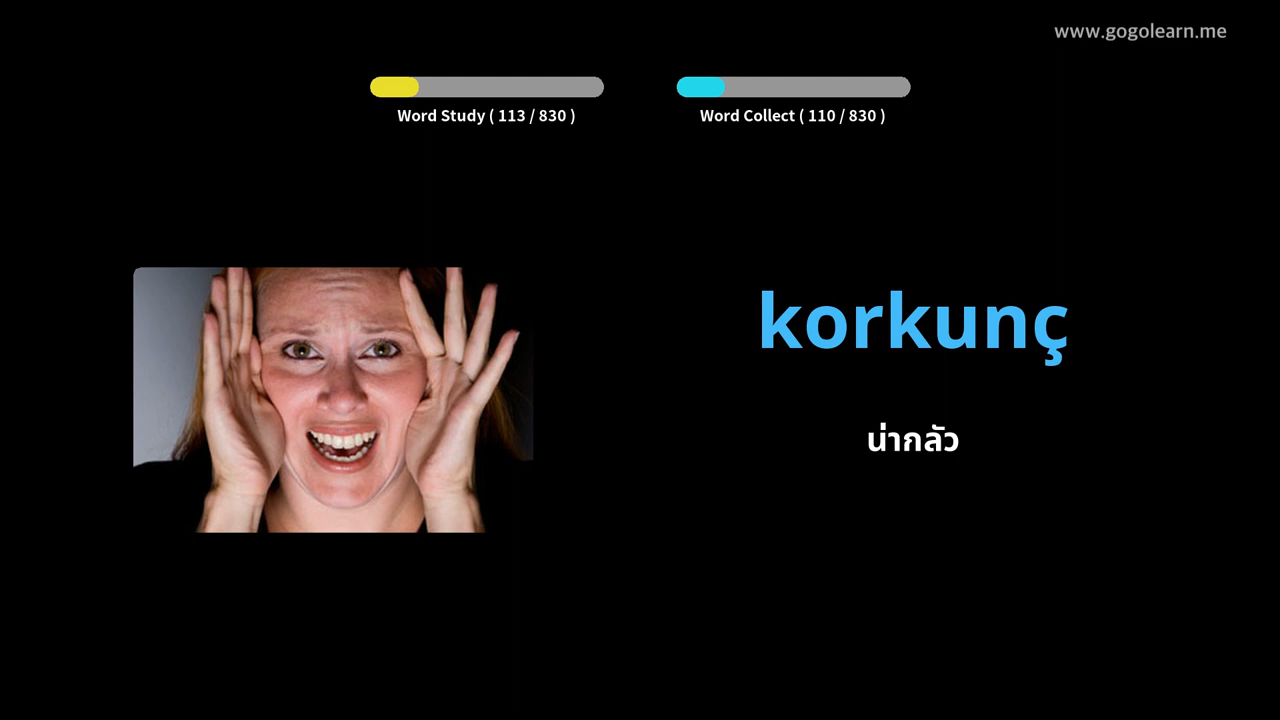 www.gogolearn.me
Word Study ( 113 / 830 )
Word Collect ( 110 / 830 )
korkunç
น่ากลัว